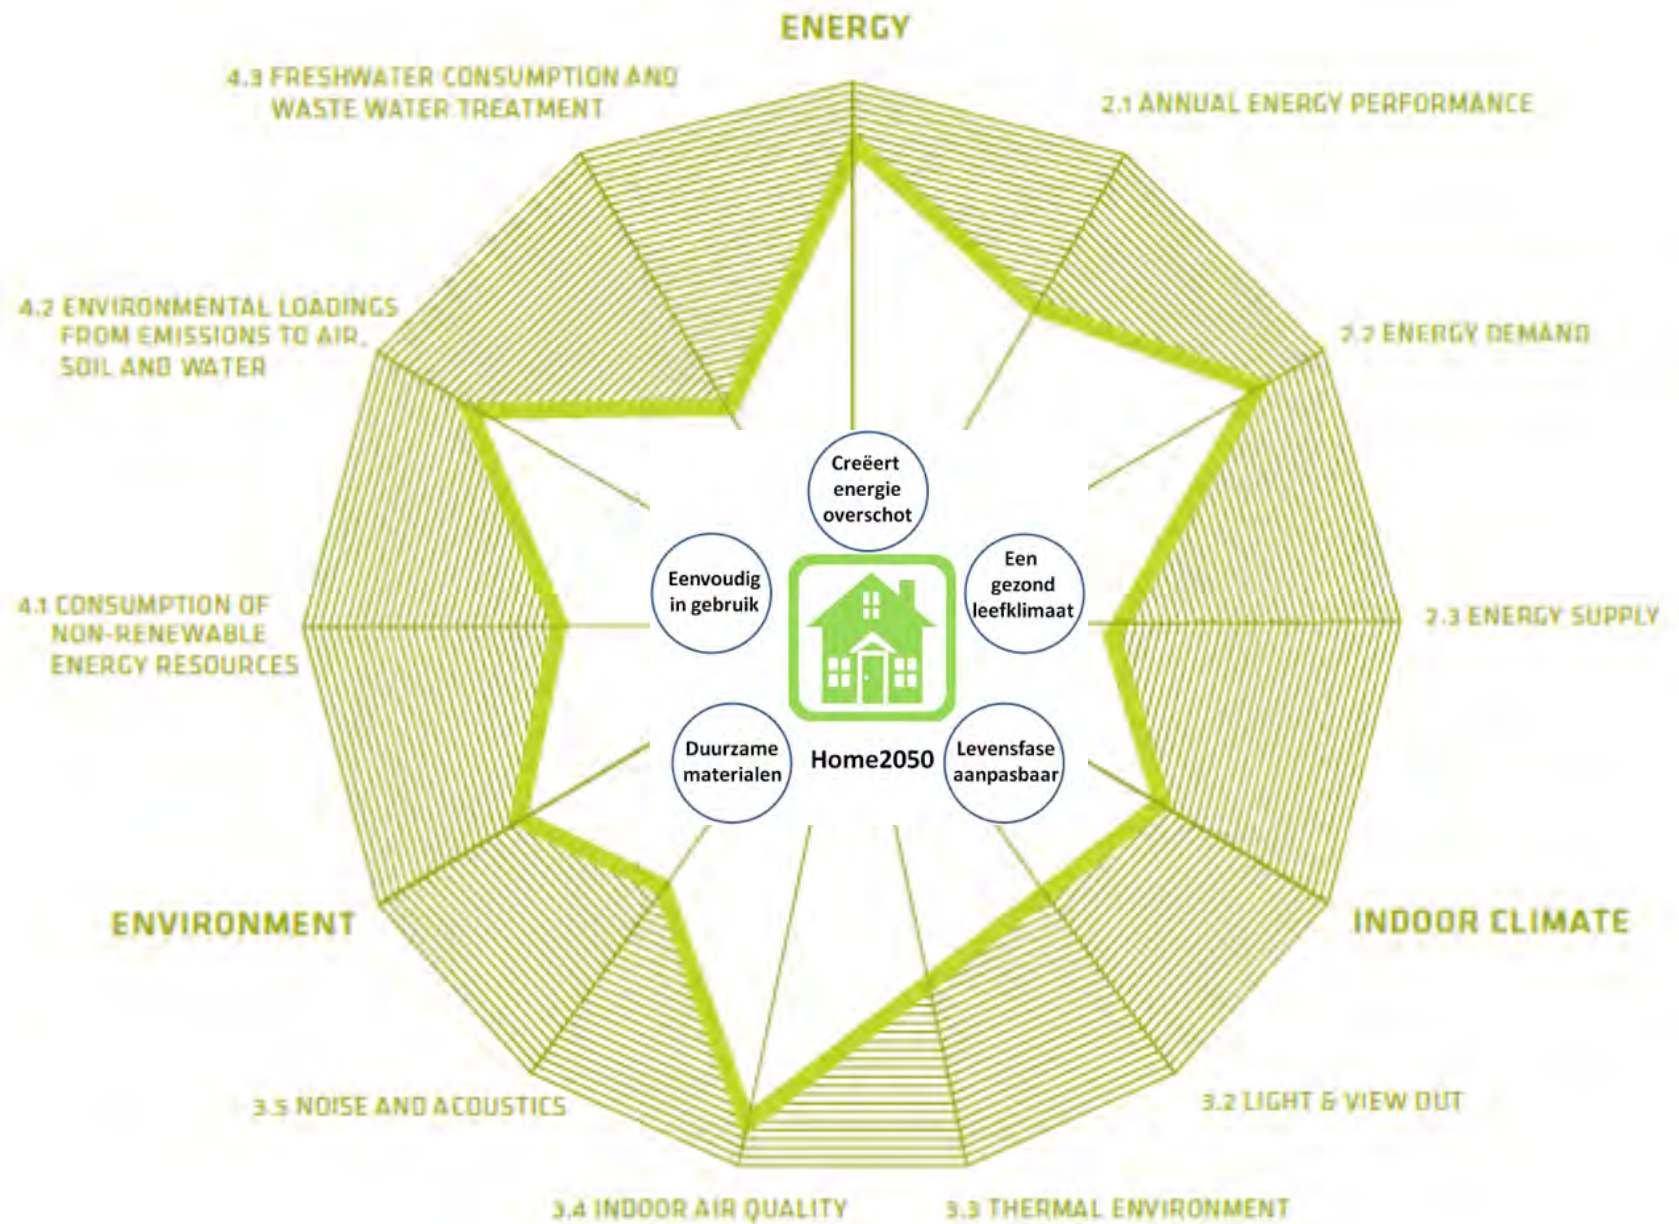 ENERGY
4.3 FRESHWATER CONSUMPTION AND
WASTE WATER TREATMENT
2.1 ANNUAL ENERGY PERFORMANCE
4.2 ENVIRONMENTAL LOADINGS
FROM EMISSIONS TO AIR,
SOIL AND WATER
2.2 ENERGY DEMAND
Creëert
energie
overschot
Eenvoudig
in gebruik
Een
gezond
leefklimaat
4.1 CONSUMPTION OF
NON-RENEWABLE
ENERGY RESOURCES
2.3 ENERGY SUPPLY
Duurzame
materialen
Home2050
Levensfase
aanpasbaar
ENVIRONMENT
INDOOR CLIMATE
3.5 NOISE AND ACOUSTICS
3.2 LIGHT & VIEW OUT
3.4 INDOOR AIR QUALITY
3.3 THERMAL ENVIRONMENT